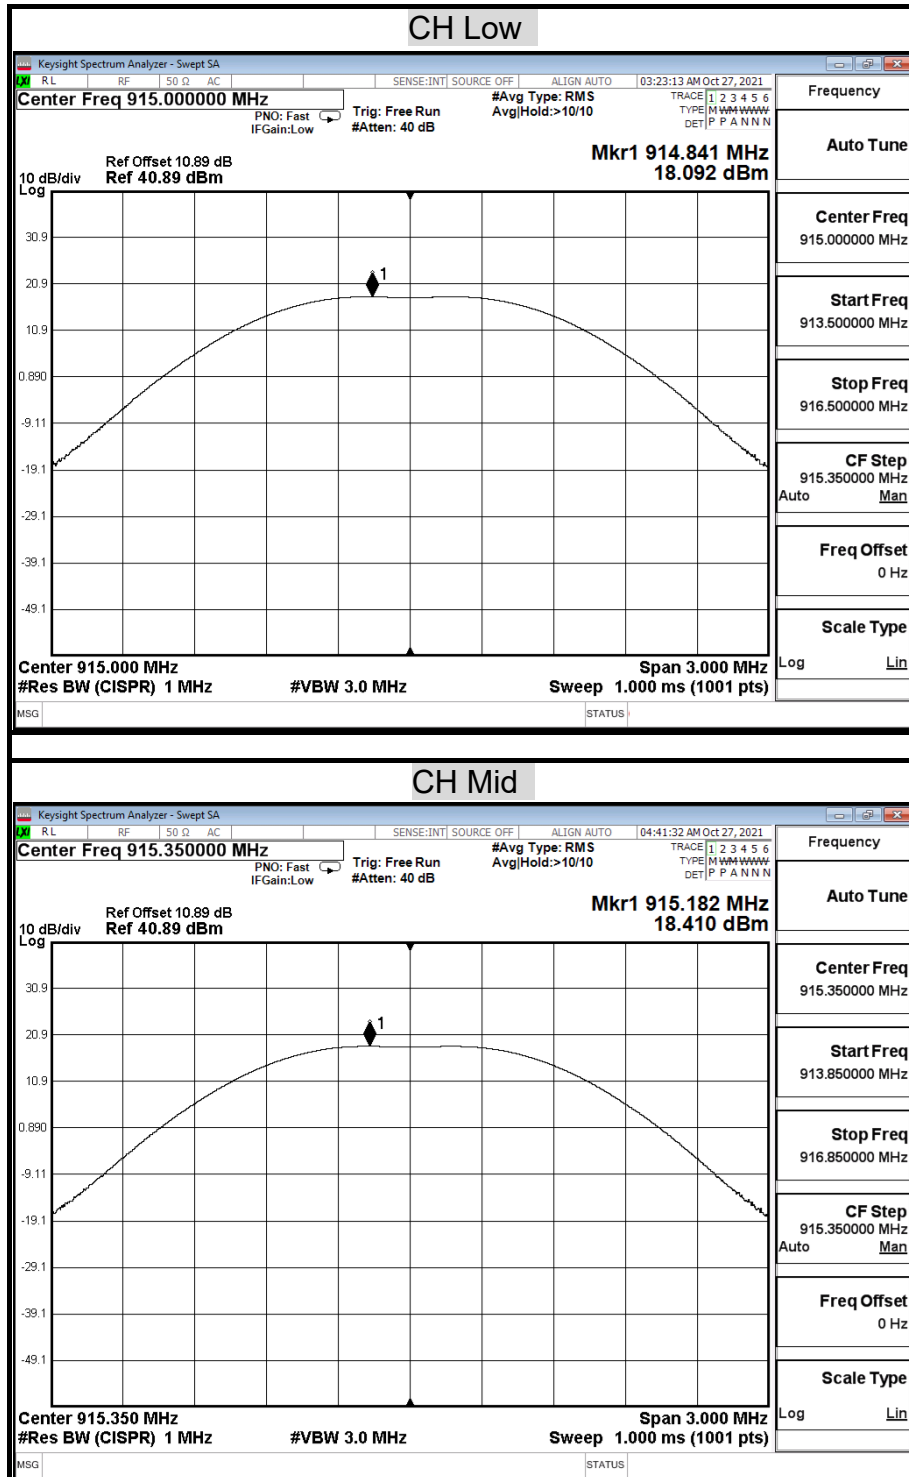 CH Low
Keysight Spectrum Analyzer - Swept SA
LXI RL RF 50 Ω AC SENSE:INT SOURCE OFF ALIGN AUTO 03:23:13 AM Oct 27, 2021
Center Freq 915.000000 MHz
PNO: Fast
IFGain:Low
Trig: Free Run
#Atten: 40 dB
#Avg Type: RMS
Avg|Hold:>10/10
TRACE 1 2 3 4 5 6
TYPE M WM WWWW
DET P P A N N N
Ref Offset 10.89 dB
10 dB/div Ref 40.89 dBm
Log
Mkr1 914.841 MHz
18.092 dBm
1
30.9
20.9
10.9
0.890
-9.11
-19.1
-29.1
-39.1
-49.1
Center 915.000 MHz Span 3.000 MHz
#Res BW (CISPR) 1 MHz #VBW 3.0 MHz Sweep 1.000 ms (1001 pts)
MSG STATUS
Frequency
Auto Tune
Center Freq
915.000000 MHz
Start Freq
913.500000 MHz
Stop Freq
916.500000 MHz
CF Step
915.350000 MHz
Auto Man
Freq Offset
0 Hz
Scale Type
Log Lin
CH Mid
Keysight Spectrum Analyzer - Swept SA
LXI RL RF 50 Ω AC SENSE:INT SOURCE OFF ALIGN AUTO 04:41:32 AM Oct 27, 2021
Center Freq 915.350000 MHz
PNO: Fast
IFGain:Low
Trig: Free Run
#Atten: 40 dB
#Avg Type: RMS
Avg|Hold:>10/10
TRACE 1 2 3 4 5 6
TYPE M WM WWWW
DET P P A N N N
Ref Offset 10.89 dB
10 dB/div Ref 40.89 dBm
Log
Mkr1 915.182 MHz
18.410 dBm
1
30.9
20.9
10.9
0.890
-9.11
-19.1
-29.1
-39.1
-49.1
Center 915.350 MHz Span 3.000 MHz
#Res BW (CISPR) 1 MHz #VBW 3.0 MHz Sweep 1.000 ms (1001 pts)
MSG STATUS
Frequency
Auto Tune
Center Freq
915.350000 MHz
Start Freq
913.850000 MHz
Stop Freq
916.850000 MHz
CF Step
915.350000 MHz
Auto Man
Freq Offset
0 Hz
Scale Type
Log Lin